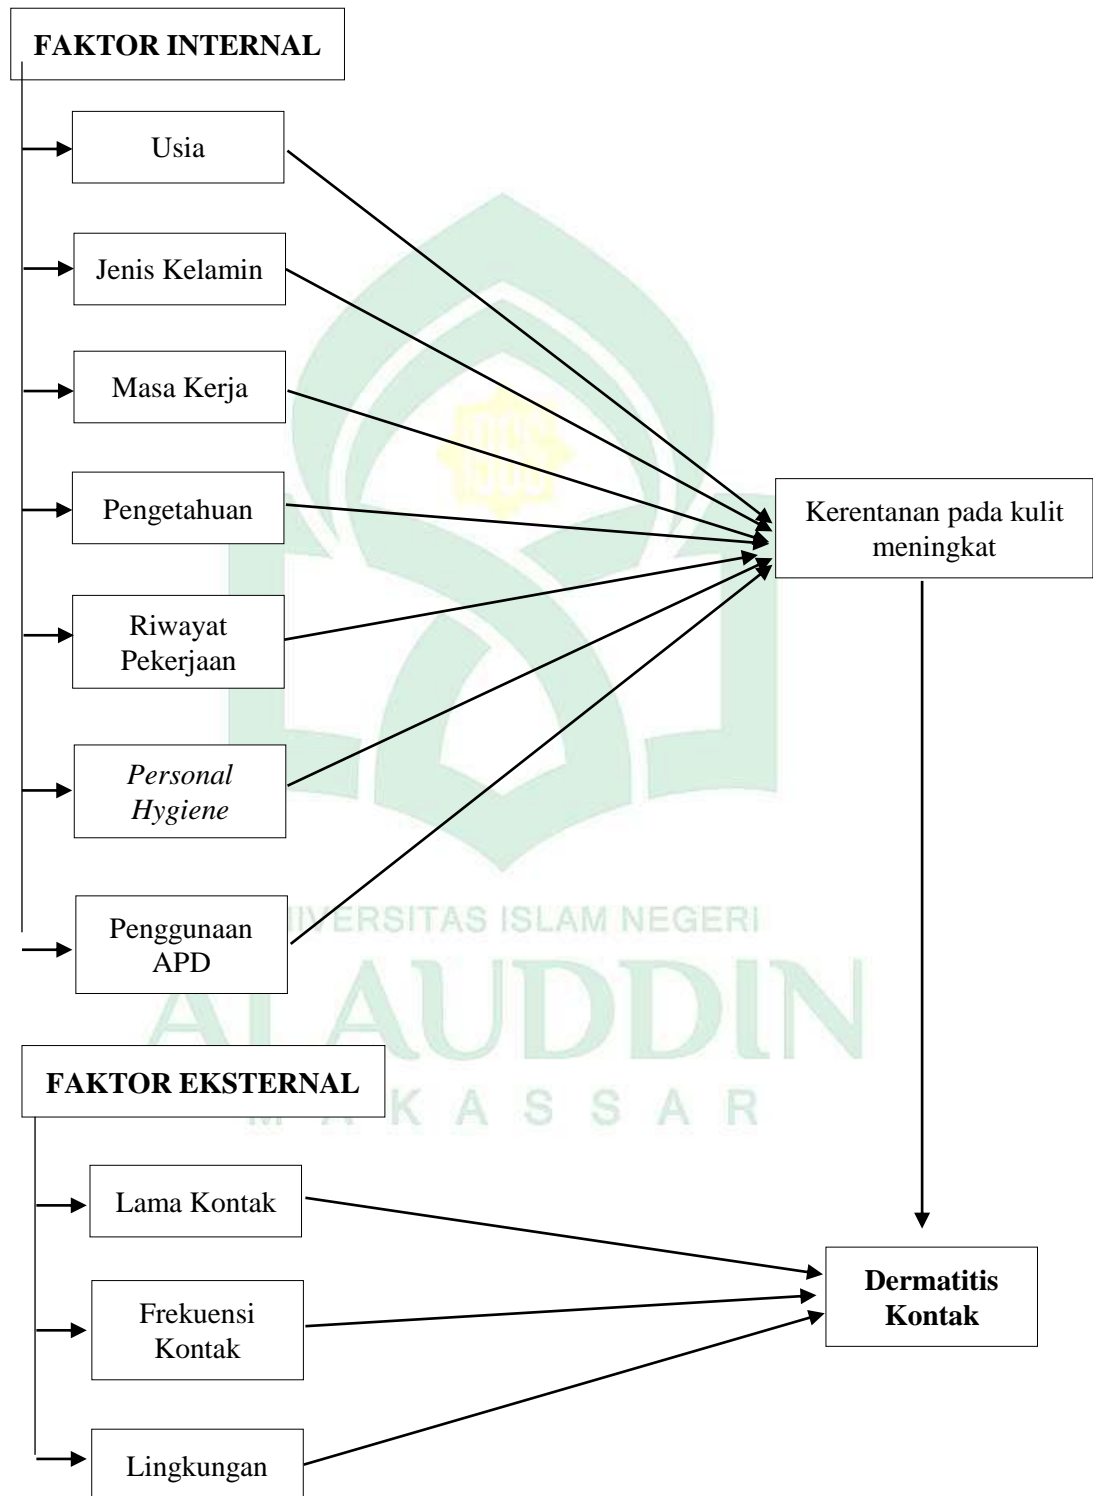 FAKTOR INTERNAL
Usia
Jenis Kelamin
Masa Kerja
Pengetahuan
Kerentanan pada kulit
meningkat
Riwayat
Pekerjaan
Personal
Hygiene
Penggunaan
APD
UNIVERSITAS ISLAM NEGERI
ALAUDDIN
MAKASSAR
FAKTOR EKSTERNAL
Lama Kontak
Frekuensi
Kontak
Lingkungan
Dermatitis
Kontak